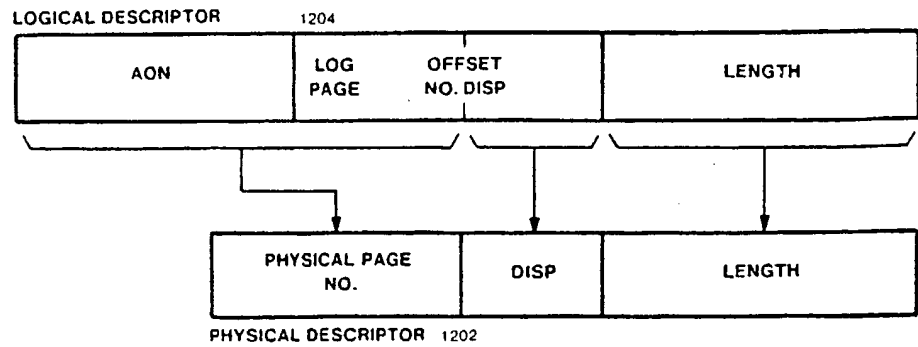 LOGICAL DESCRIPTOR 1204
AON
LOG OFFSET
PAGE NO. DISP
LENGTH
PHYSICAL PAGE
NO.
DISP
LENGTH
PHYSICAL DESCRIPTOR 1202